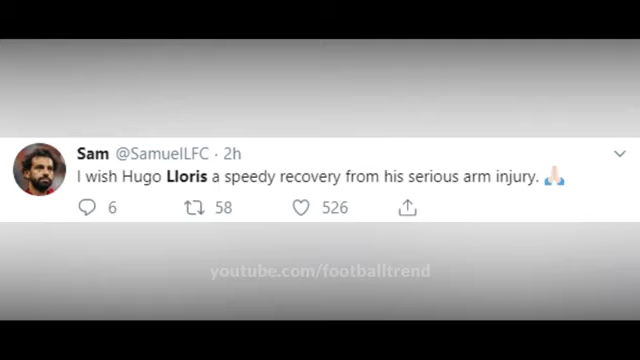 Sam @SamuelLFC · 2h
I wish Hugo Lloris a speedy recovery from his serious arm injury. 🙏🏻
6 58 526
youtube.com/footballtrend